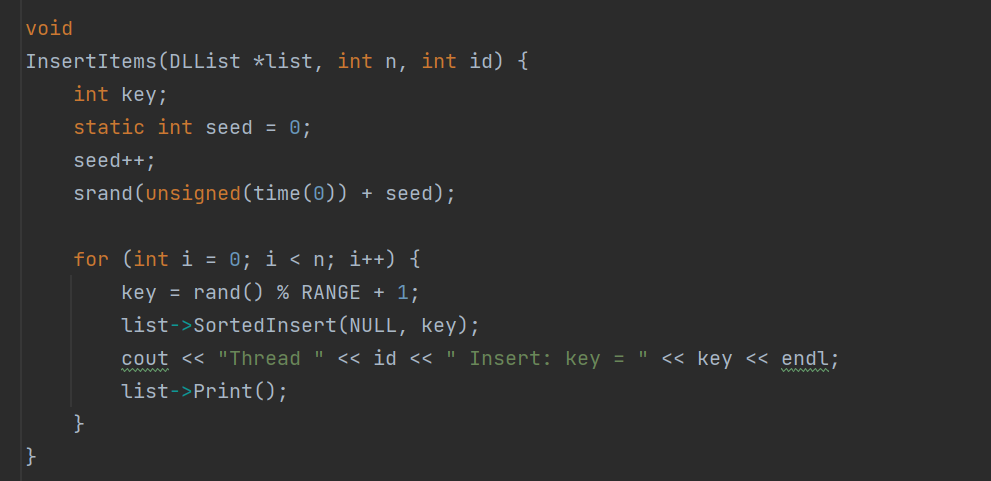 void
InsertItems(DLList *list, int n, int id) {
    int key;
    static int seed = 0;
    seed++;
    srand(unsigned(time(0)) + seed);
    for (int i = 0; i < n; i++) {
        key = rand() % RANGE + 1;
        list->SortedInsert(NULL, key);
        cout << "Thread " << id << " Insert: key = " << key << endl;
        list->Print();
    }
}